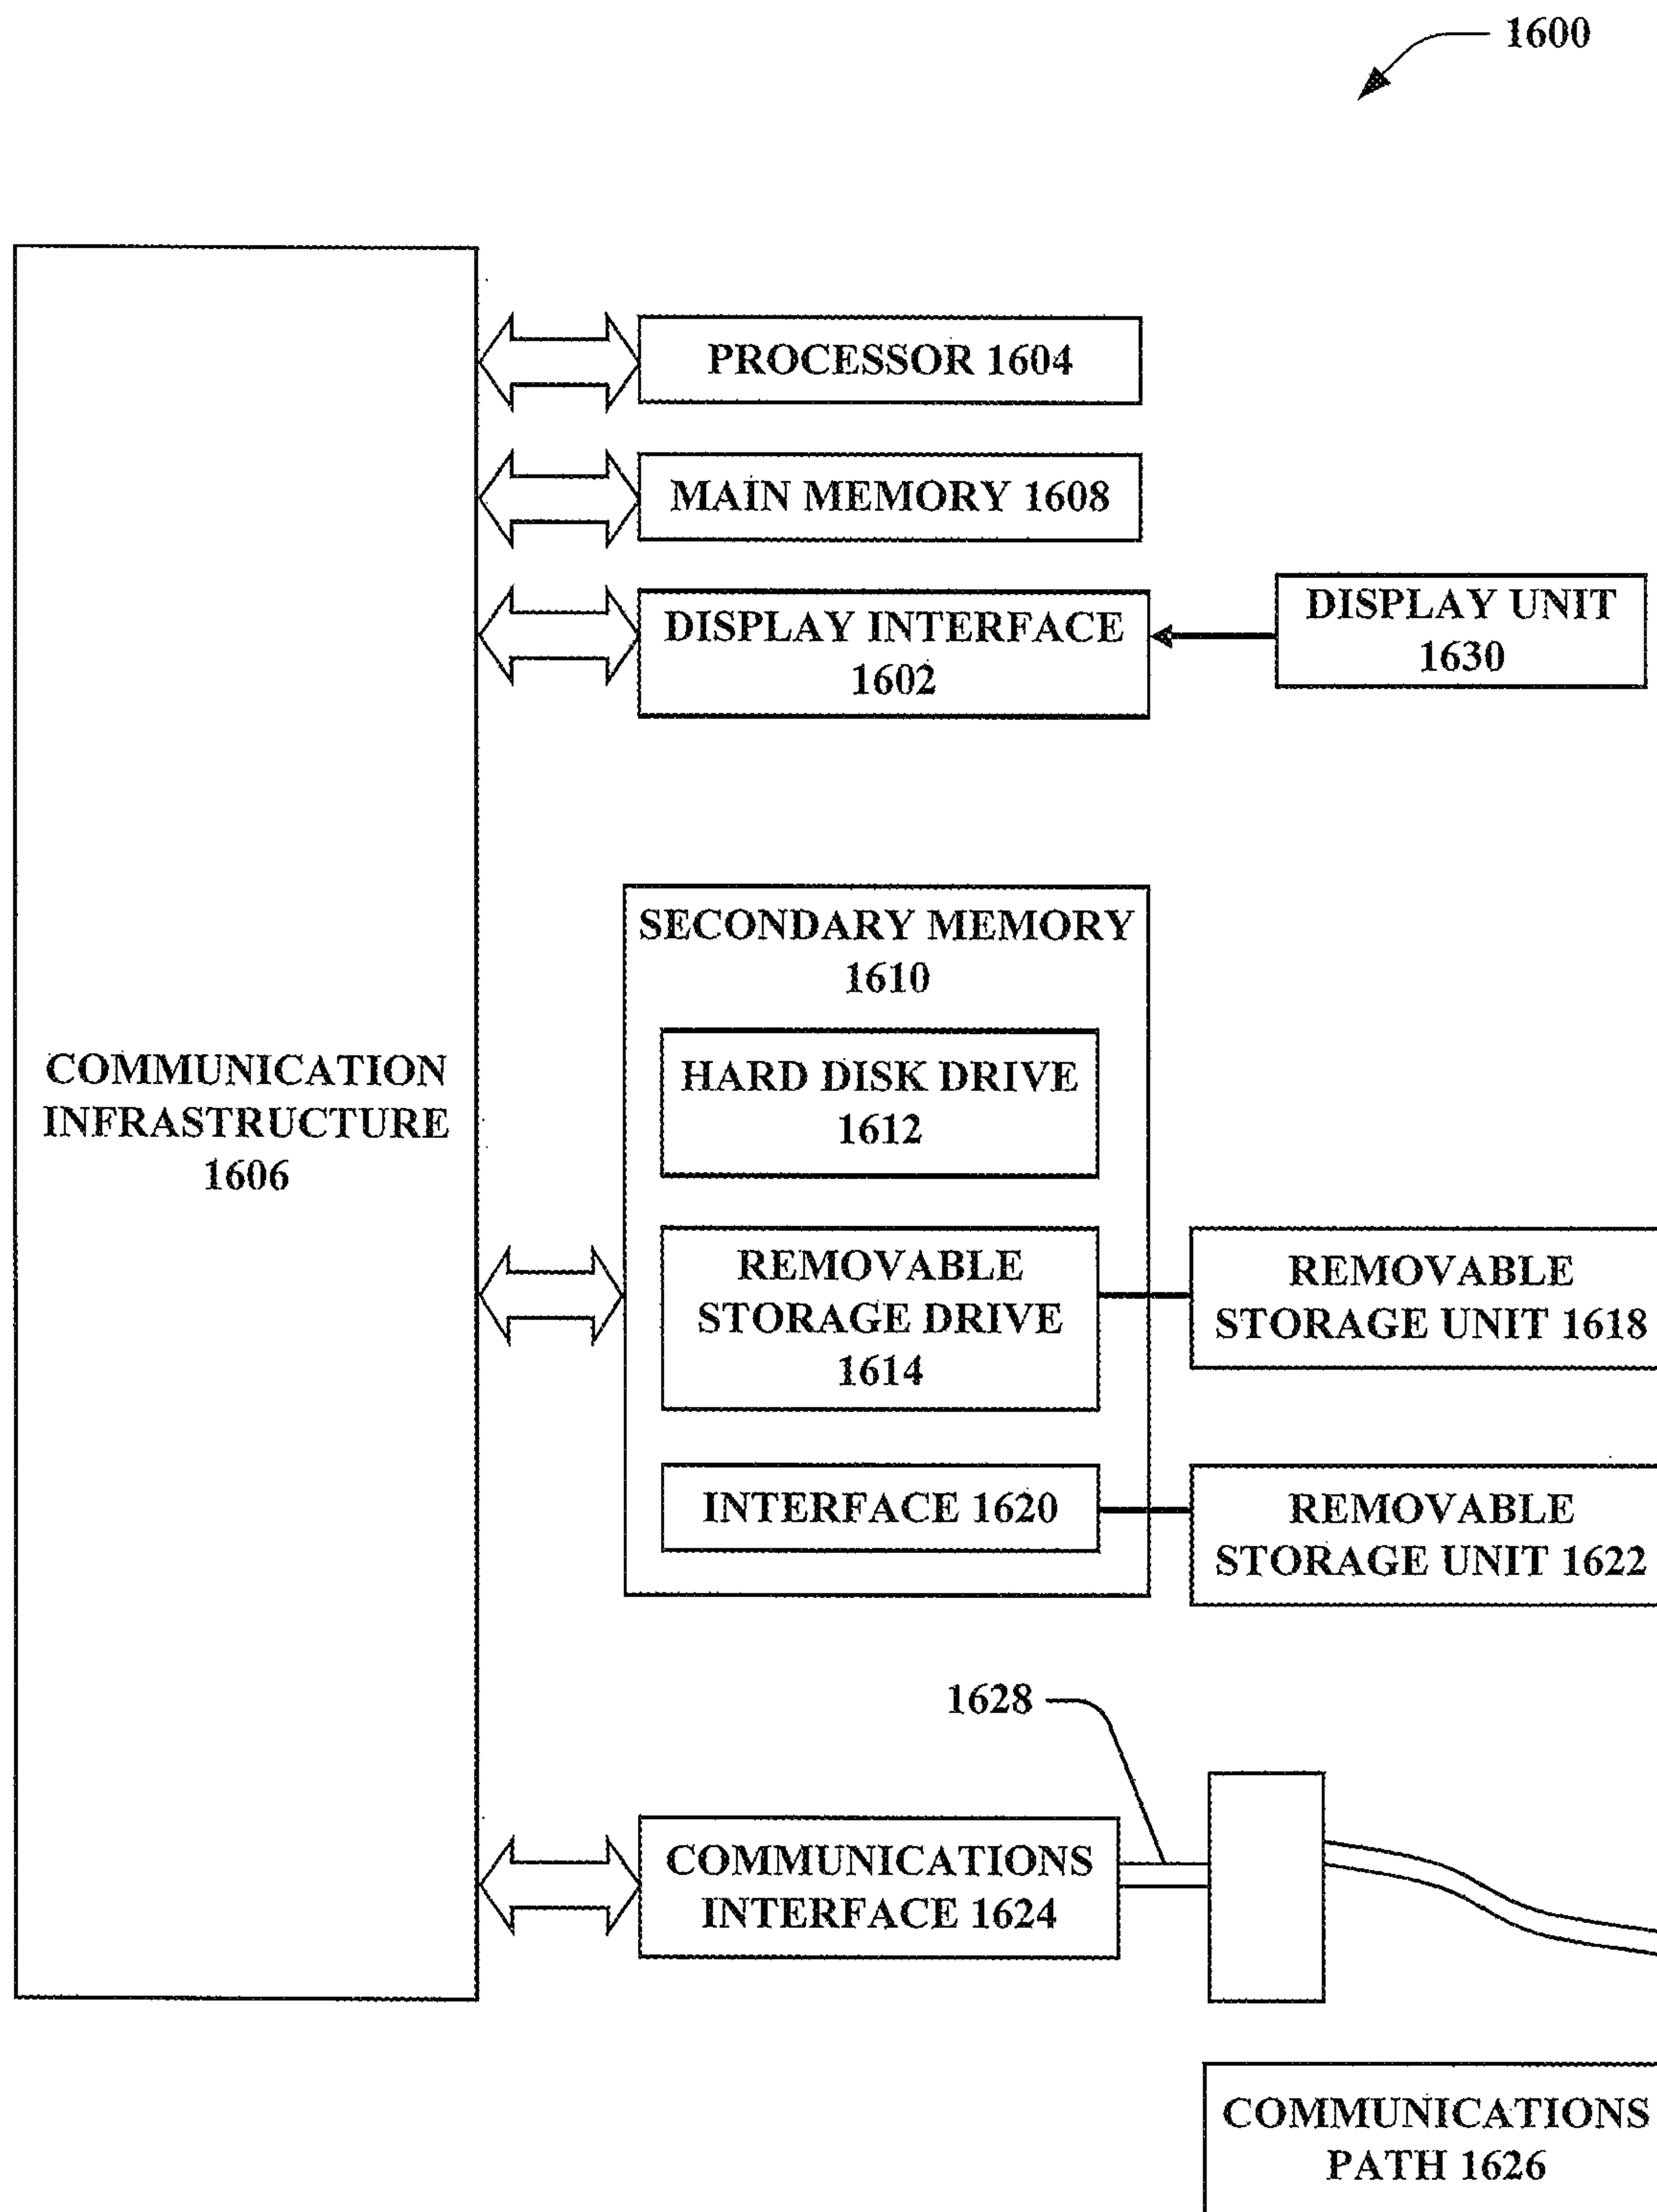 1600
PROCESSOR 1604
MAIN MEMORY 1608
DISPLAY INTERFACE
1602
DISPLAY UNIT
1630
SECONDARY MEMORY
1610
HARD DISK DRIVE
1612
COMMUNICATION
INFRASTRUCTURE
1606
REMOVABLE
STORAGE DRIVE
1614
REMOVABLE
STORAGE UNIT 1618
INTERFACE 1620
REMOVABLE
STORAGE UNIT 1622
1628
COMMUNICATIONS
INTERFACE 1624
COMMUNICATIONS
PATH 1626